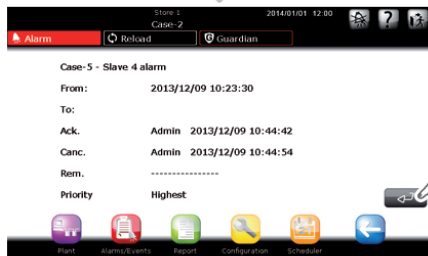 Store 1
2014/01/01 12:00
Case-2
Alarm
Reload
Guardian
Case-5 - Slave 4 alarm
From: 2013/12/09 10:23:30
To:
Ack. Admin 2013/12/09 10:44:42
Canc. Admin 2013/12/09 10:44:54
Rem. ----------------
Priority Highest
Plant Alarms/Events Report Configuration Scheduler